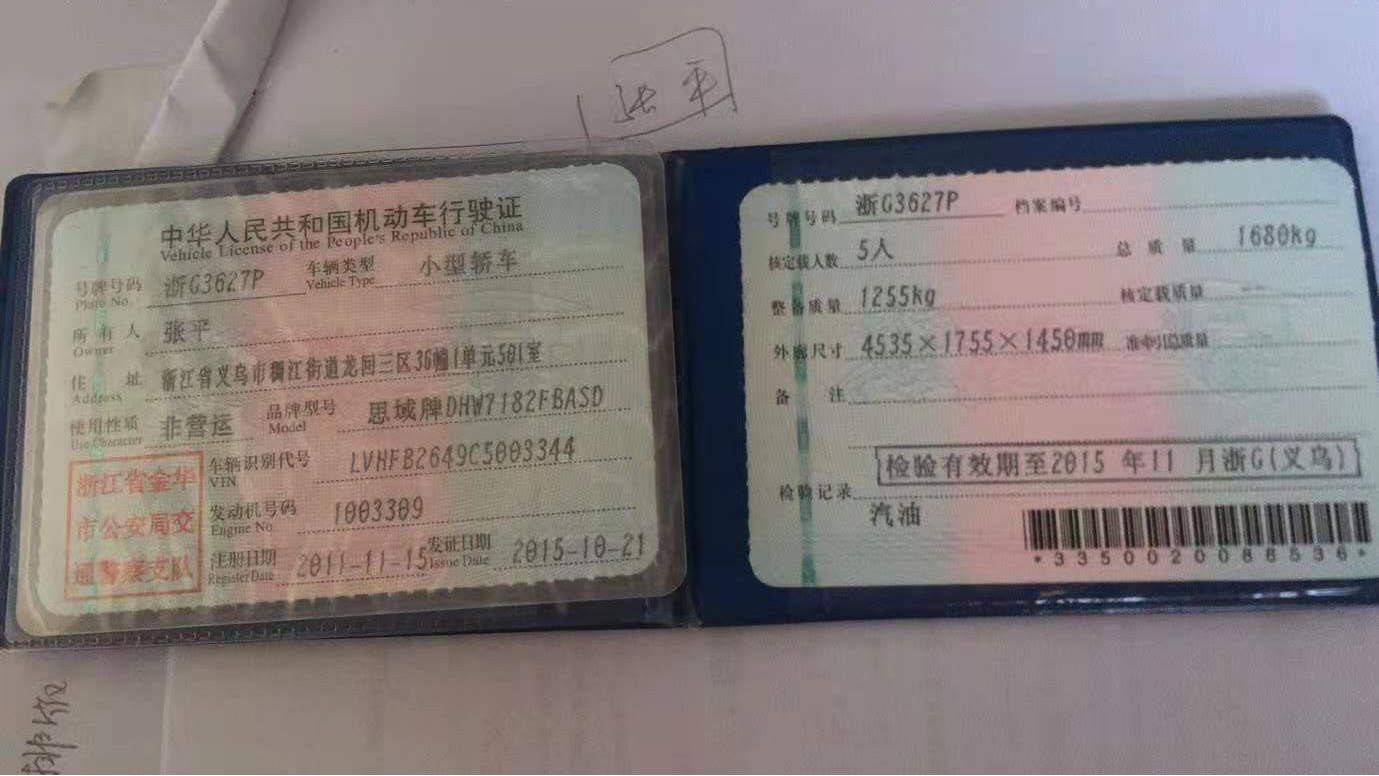 张平
中华人民共和国机动车行驶证
Vehicle License of the People's Republic of China
号牌号码 浙G3627P 车辆类型 小型轿车
Plate No. Vehicle Type
所有人 张平
Owner
住址 浙江省义乌市稠江街道龙回三区36幢1单元501室
Address
使用性质 非营运 品牌型号 思域牌DHW7182FBASD
Use Character Model
浙江省金华
市公安局交
通警察支队
车辆识别代号 LVHFB2649C5003344
VIN
发动机号码 1003309
Engine No.
注册日期 2011-11-15 发证日期 2015-10-21
Register Date Issue Date
号牌号码 浙G3627P 档案编号
核定载人数 5人 总质量 1680kg
整备质量 1255kg 核定载质量 --
外廓尺寸 4535×1755×1450 准牵引总质量
备注
检验有效期至2015 年11 月浙G(义乌)
检验记录
汽油
*3350020086536*